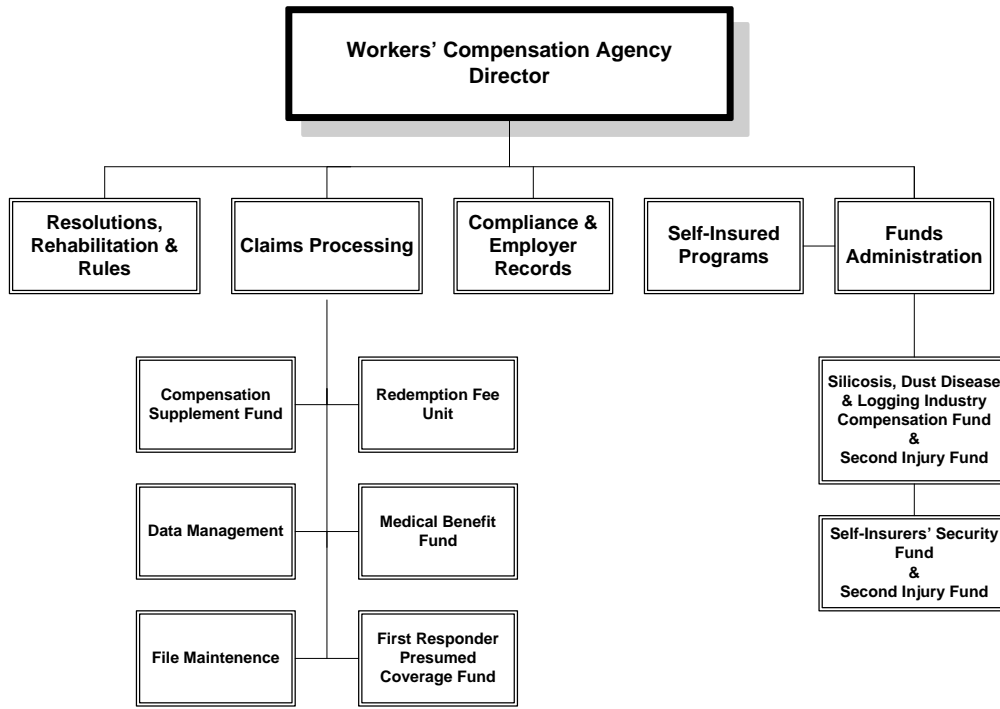 Workers’ Compensation Agency
Director
Resolutions,
Rehabilitation &
Rules
Claims Processing
Compliance &
Employer
Records
Self-Insured
Programs
Funds
Administration
Compensation
Supplement Fund
Redemption Fee
Unit
Silicosis, Dust Disease
& Logging Industry
Compensation Fund
&
Second Injury Fund
Data Management
Medical Benefit
Fund
Self-Insurers’ Security
Fund
&
Second Injury Fund
File Maintenence
First Responder
Presumed
Coverage Fund